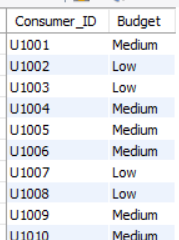 Consumer_ID Budget
U1001 Medium
U1002 Low
U1003 Low
U1004 Medium
U1005 Medium
U1006 Medium
U1007 Low
U1008 Low
U1009 Medium
U1010 Medium